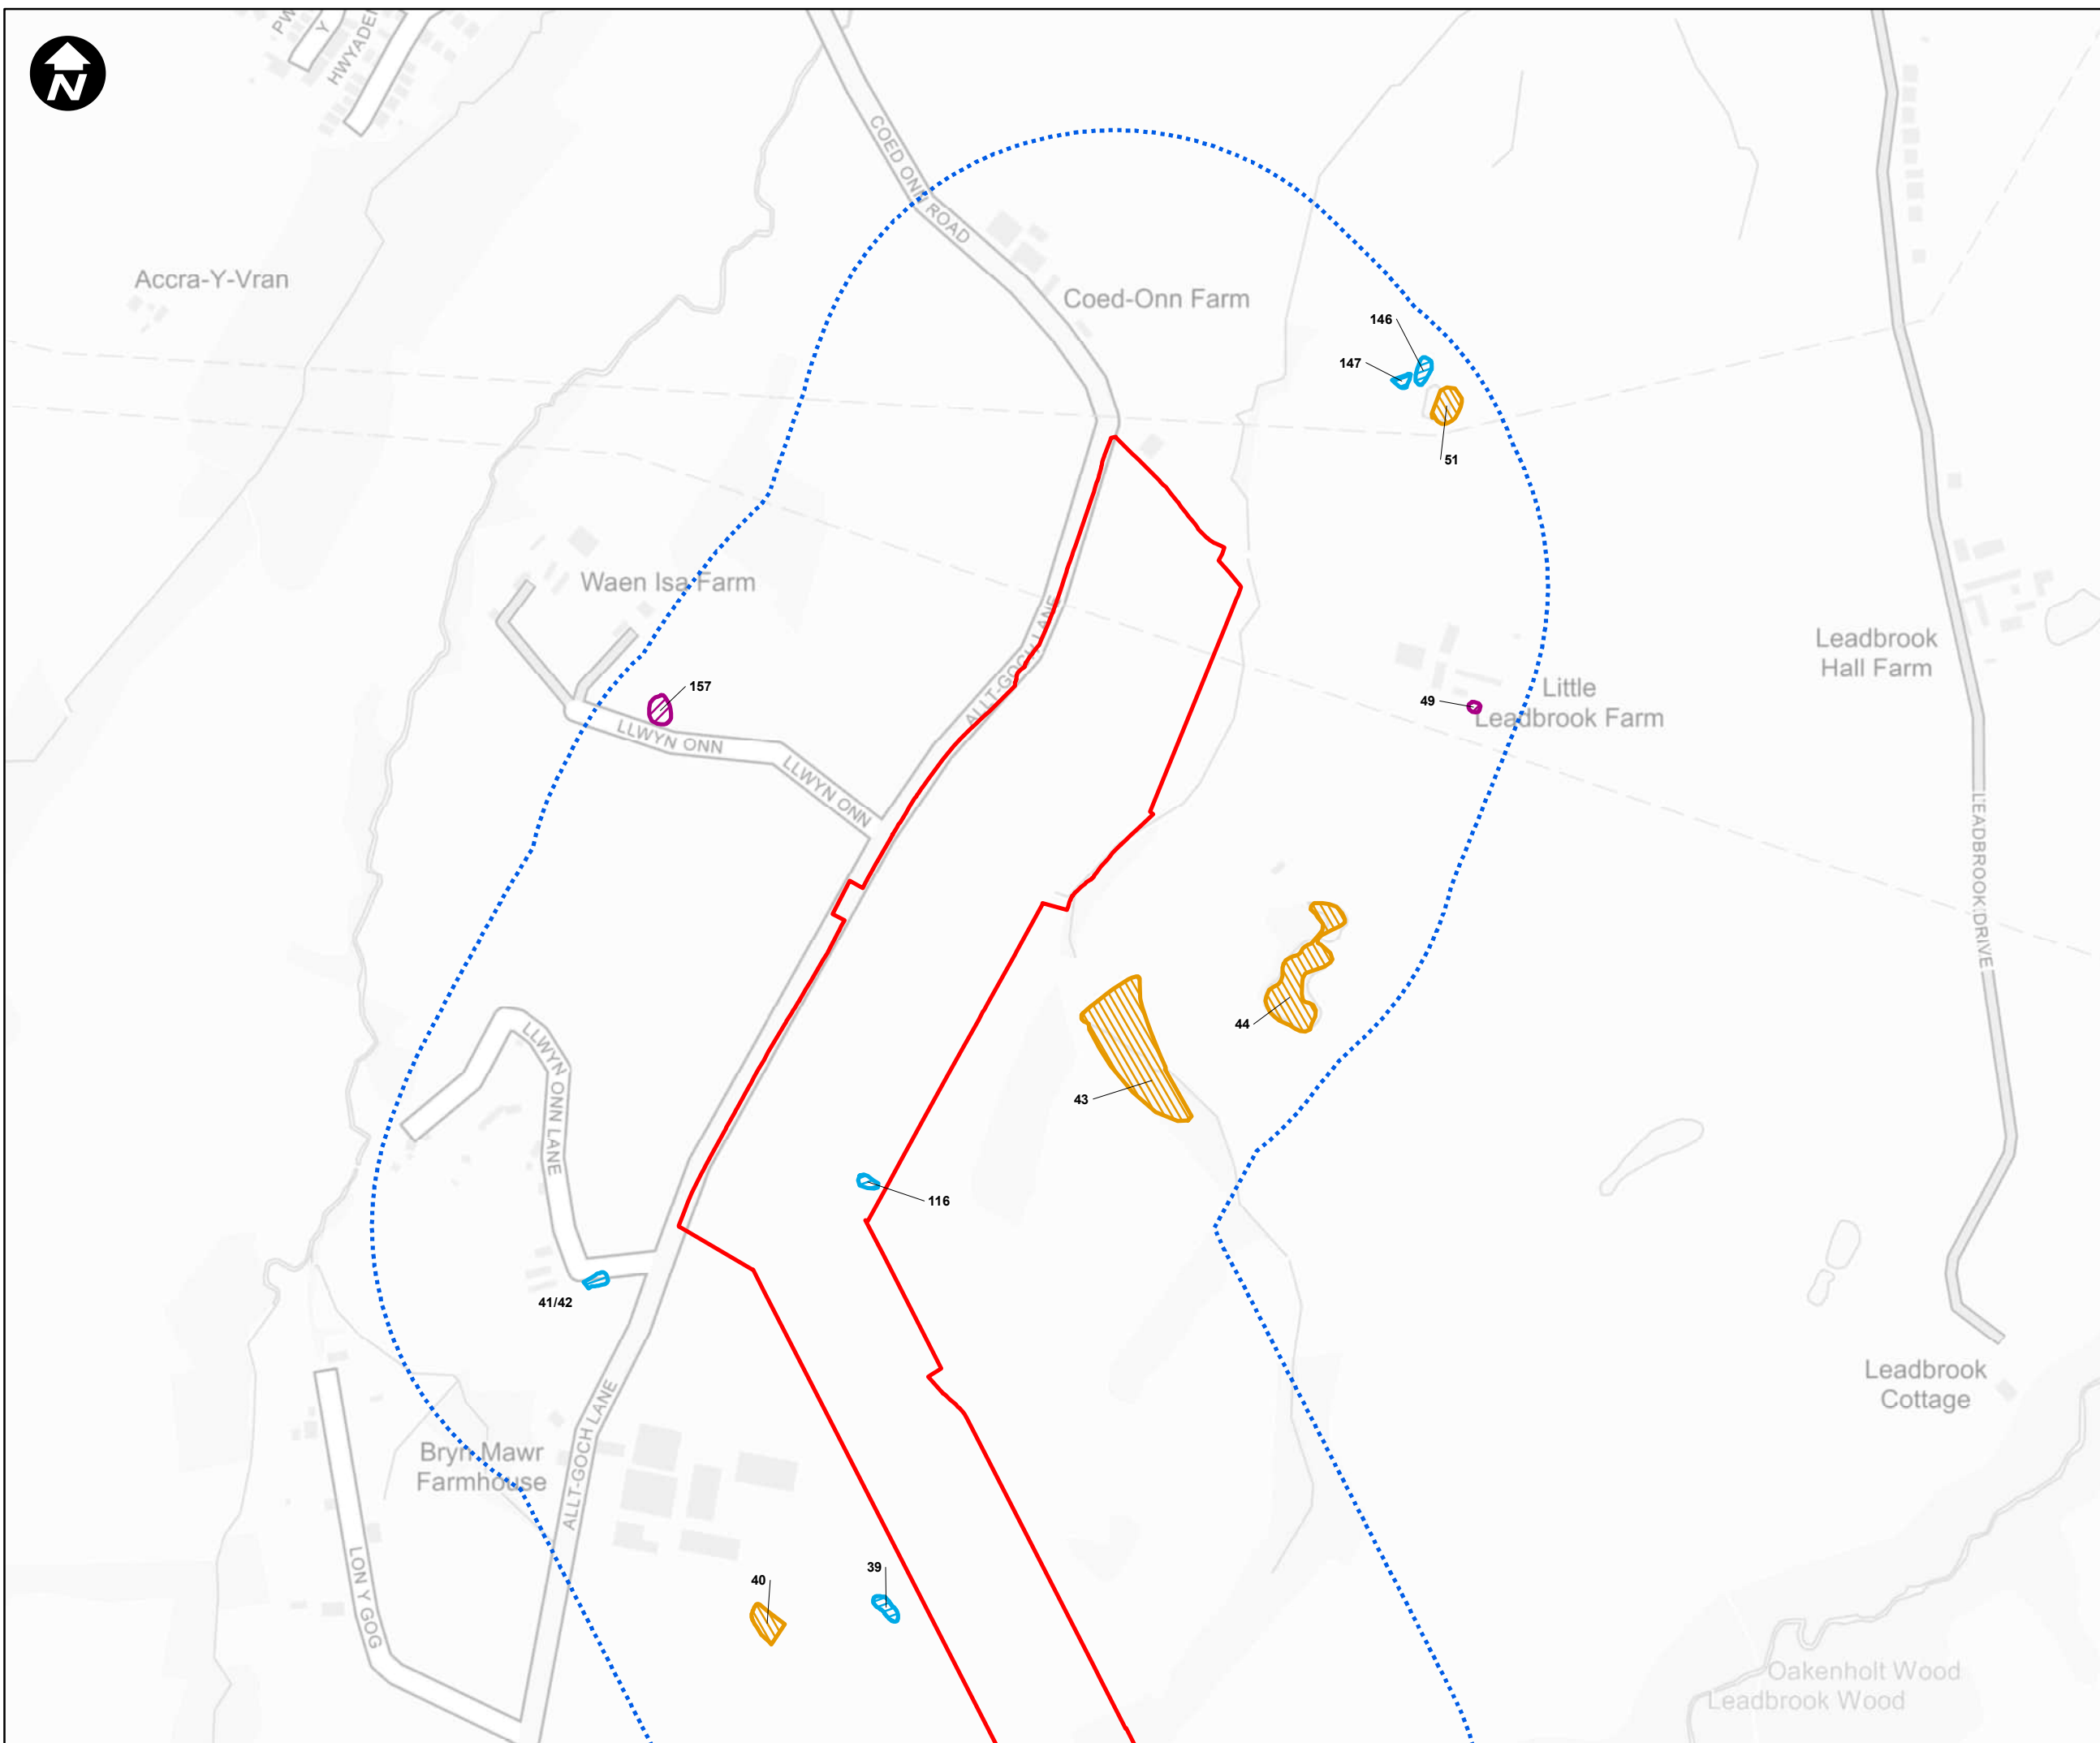 PW
Y
HWYADEN
N
COED ONN ROAD
Accra-Y-Vran
Coed-Onn Farm
146
147
51
Waen Isa Farm
ALLT-GOCH LANE
Leadbrook
Hall Farm
157
49
Little
Leadbrook Farm
LLWYN ONN
LLWYN ONN
LEADBROOK DRIVE
44
LLWYN ONN LANE
43
116
41/42
Leadbrook
Cottage
ALLT-GOCH LANE
Bryn Mawr
Farmhouse
LON Y GOG
39
40
Oakenholt Wood
Leadbrook Wood